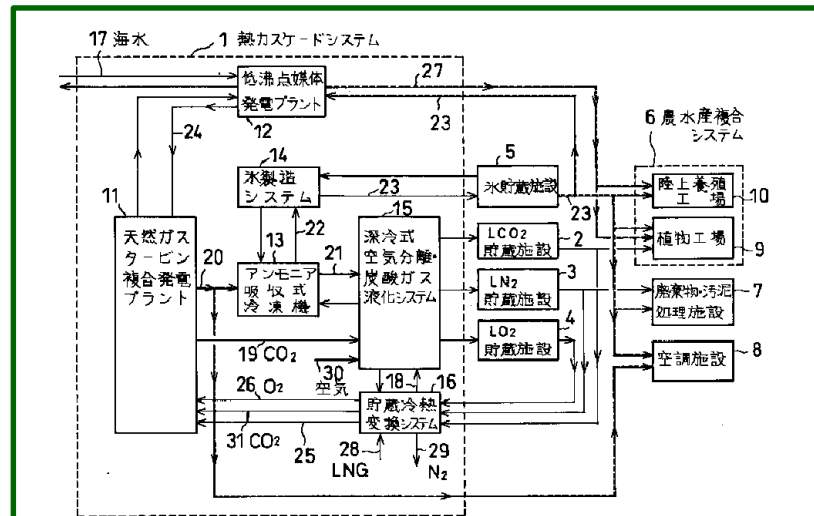 17 海水
1 熱カスケードシステム
低沸点媒体
発電プラント
12
27
23
24
6 農水産複合
システム
14
氷製造シ
ステム
23
22
5
氷貯蔵施設
23
陸上養殖
工場
10
植物工場
9
11
天然ガス
タービン
複合発電
プラント
20
13
アンモニア
吸収式
冷凍機
21
15
深冷式
空気分離・
炭酸ガス
液化システム
LCO2
貯蔵施設
2
LN2
貯蔵施設
3
LO2
貯蔵施設
4
廃棄物・汚泥
処理施設
7
空調施設
8
19 CO2
30
空気
26 O2
18
16
貯蔵冷熱
変換システム
31 CO2
25
28
LNG
29
N2